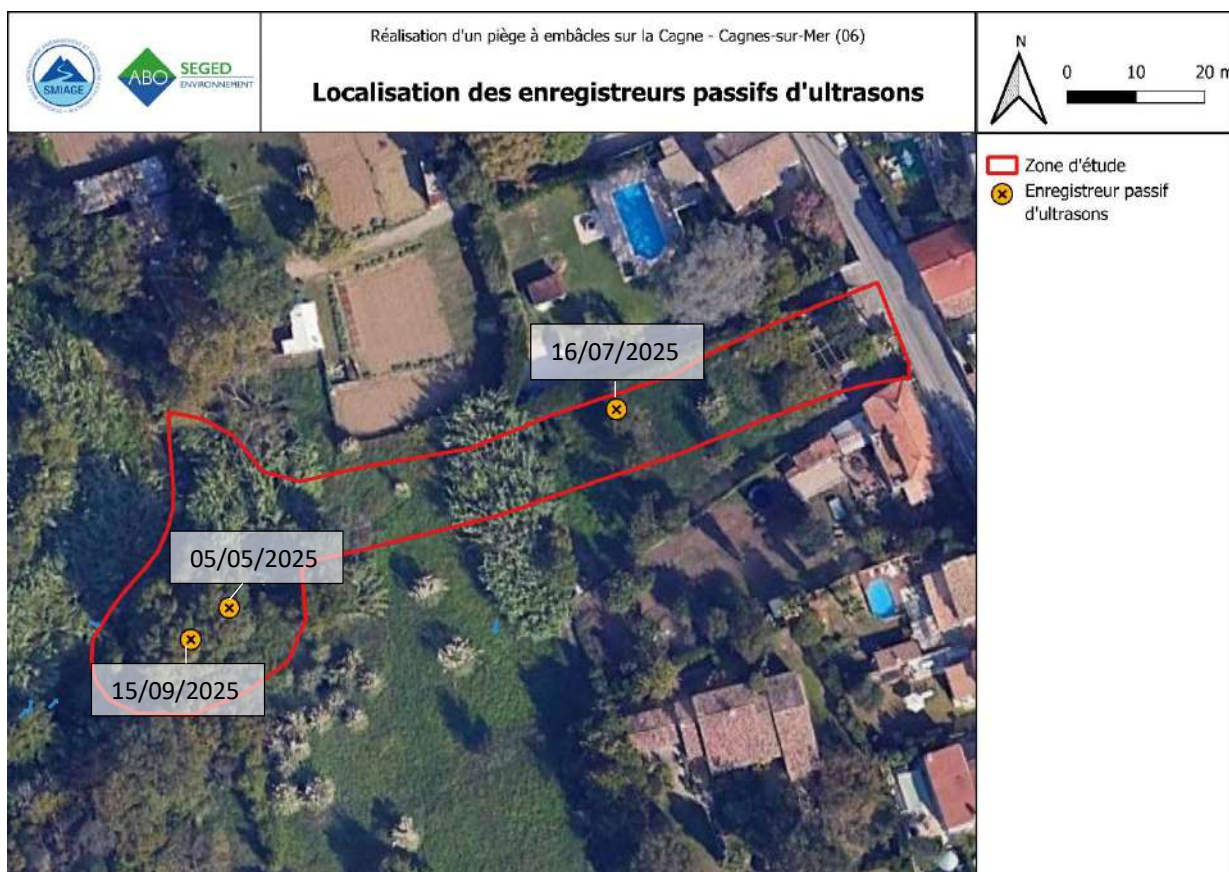 SMIAGE
ABO
SEGED
ENVIRONNEMENT
Réalisation d'un piège à embâcles sur la Cagne - Cagnes-sur-Mer (06)
Localisation des enregistreurs passifs d'ultrasons
N
0 10 20 m
Zone d'étude
Enregistreur passif
d'ultrasons
16/07/2025
05/05/2025
15/09/2025